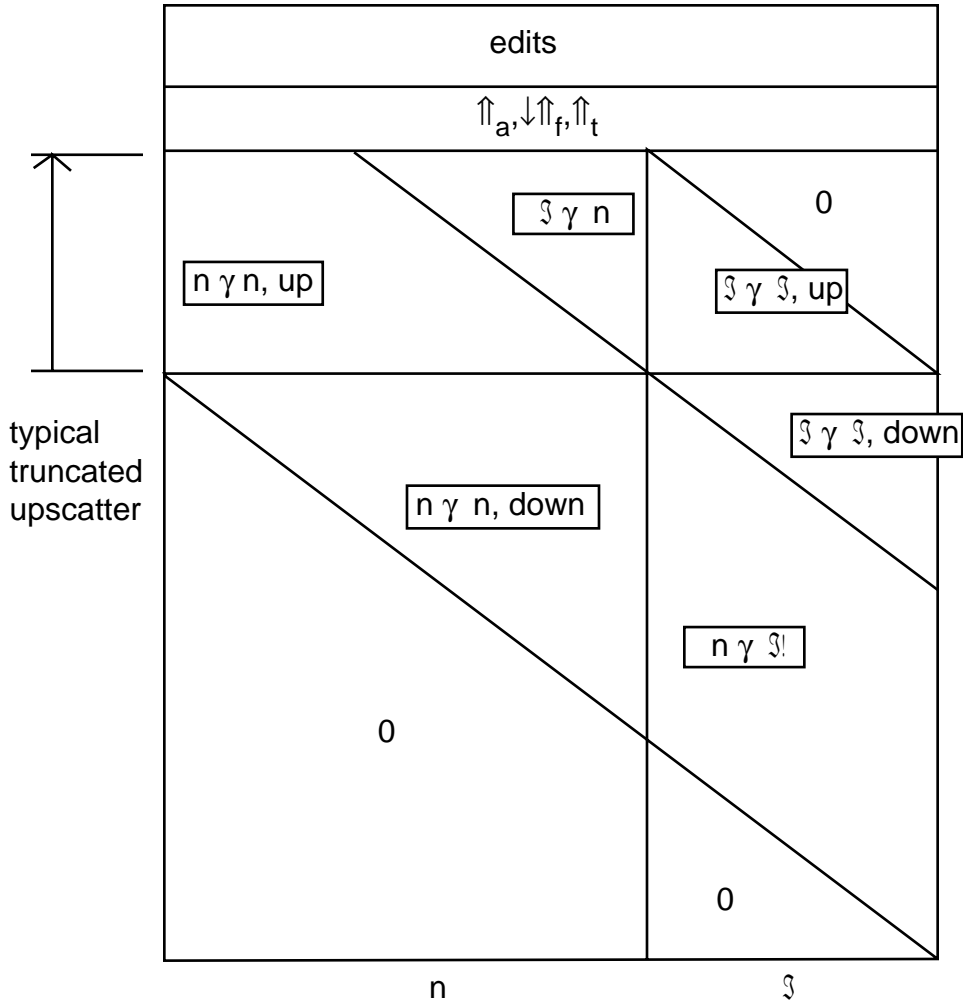 edits
⇑a,↓⇑f,⇑t
ℑ γ n
0
n γ n, up
ℑ γ ℑ, up
typical
truncated
upscatter
ℑ γ ℑ, down
n γ n, down
n γ ℑ!
0
0
n
ℑ